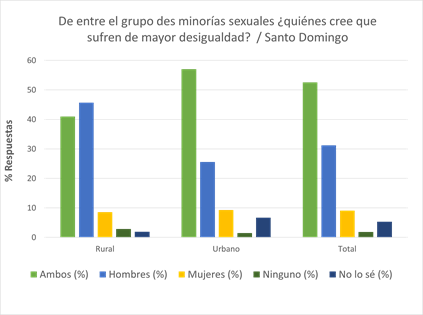 De entre el grupo des minorías sexuales ¿quiénes cree que
sufren de mayor desigualdad?  / Santo Domingo
% Respuestas
60
50
40
30
20
10
0
Rural Urbano Total
Ambos (%) Hombres (%) Mujeres (%) Ninguno (%) No lo sé (%)